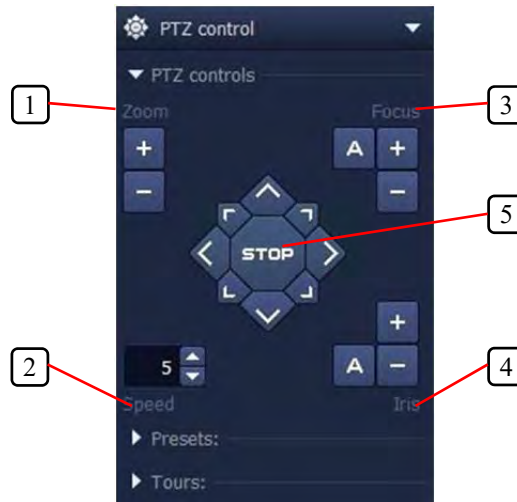 PTZ control
PTZ controls
1
Zoom
Focus
3
+
A +
-
-
5
STOP
+
2
5
A -
4
Speed
Iris
Presets:
Tours: